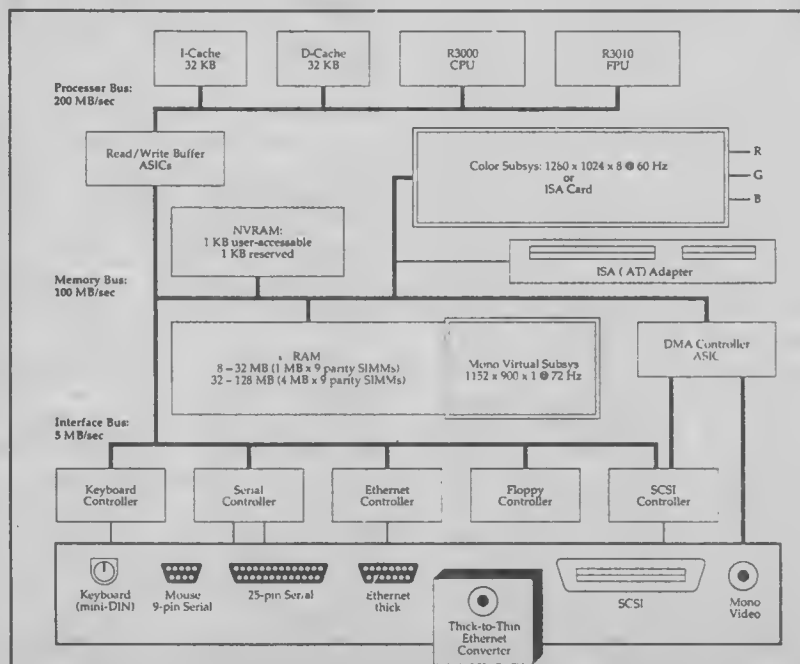 I-Cache
32 KB
D-Cache
32 KB
R3000
CPU
R3010
FPU
Processor Bus:
200 MB/sec
Read/Write Buffer
ASICs
Color Subsys: 1280 x 1024 x 8 @ 60 Hz
or
ISA Card
R
G
B
NVRAM:
1 KB user-accessable
1 KB reserved
ISA (AT) Adapter
Memory Bus:
100 MB/sec
RAM
8 – 32 MB (1 MB x 9 parity SIMMs)
32 – 128 MB (4 MB x 9 parity SIMMs)
Mono Virtual Subsys
1152 x 900 x 1 @ 72 Hz
DMA Controller
ASIC
Interface Bus:
5 MB/sec
Keyboard
Controller
Serial
Controller
Ethernet
Controller
Floppy
Controller
SCSI
Controller
Keyboard
(mini-DIN)
Mouse
9-pin Serial
25-pin Serial
Ethernet
thick
Thick-to-Thin
Ethernet
Converter
SCSI
Mono
Video